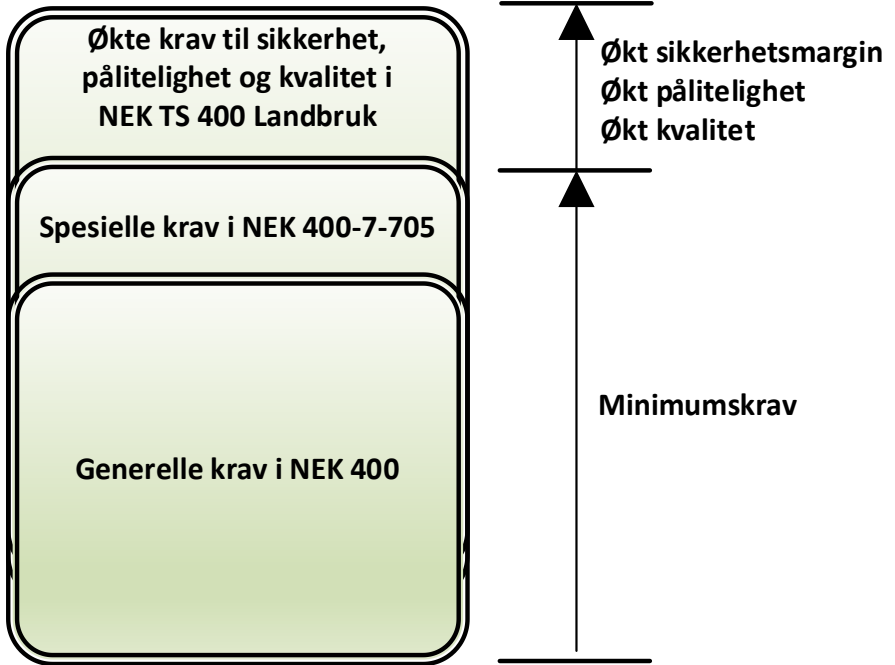 Økte krav til sikkerhet,
pålitelighet og kvalitet i
NEK TS 400 Landbruk
Økt sikkerhetsmargin
Økt pålitelighet
Økt kvalitet
Spesielle krav i NEK 400-7-705
Minimumskrav
Generelle krav i NEK 400